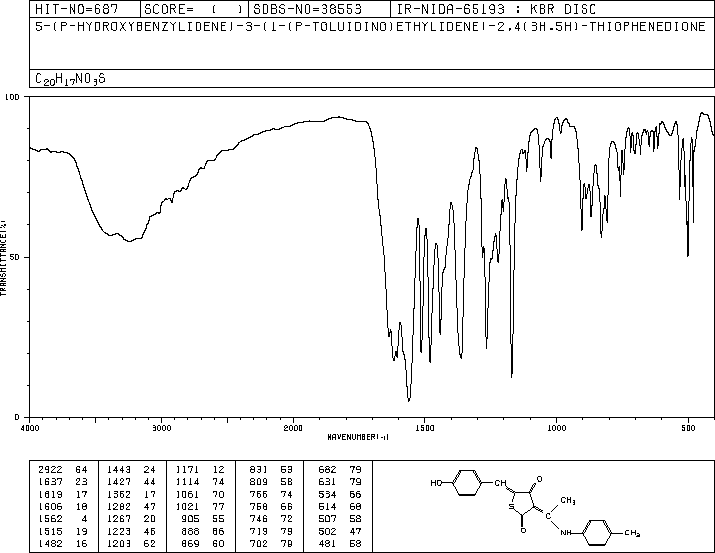 HIT-NO=687 SCORE= ( ) SDBS-NO=38553 IR-NIDA-65193 : KBR DISC
5-(P-HYDROXYBENZYLIDENE)-3-(1-(P-TOLUIDINO)ETHYLIDENE)-2,4(3H,5H)-THIOPHENEDIONE
C20H17NO3S
100
50
0
TRANSMITTANCE(%)
4000 3000 2000 1500 1000 500
WAVENUMBER(-1)
2922 64 1443 24 1171 12 831 53 682 79
1637 23 1427 44 1114 74 809 58 631 79
1619 17 1362 17 1061 70 766 74 534 66
1606 18 1282 47 1021 77 758 66 514 60
1562 4 1267 20 905 55 746 72 507 58
1515 19 1223 46 888 66 719 79 502 47
1482 16 1203 62 869 60 702 79 481 58
HO CH O
S CH3
O C
NH CH3